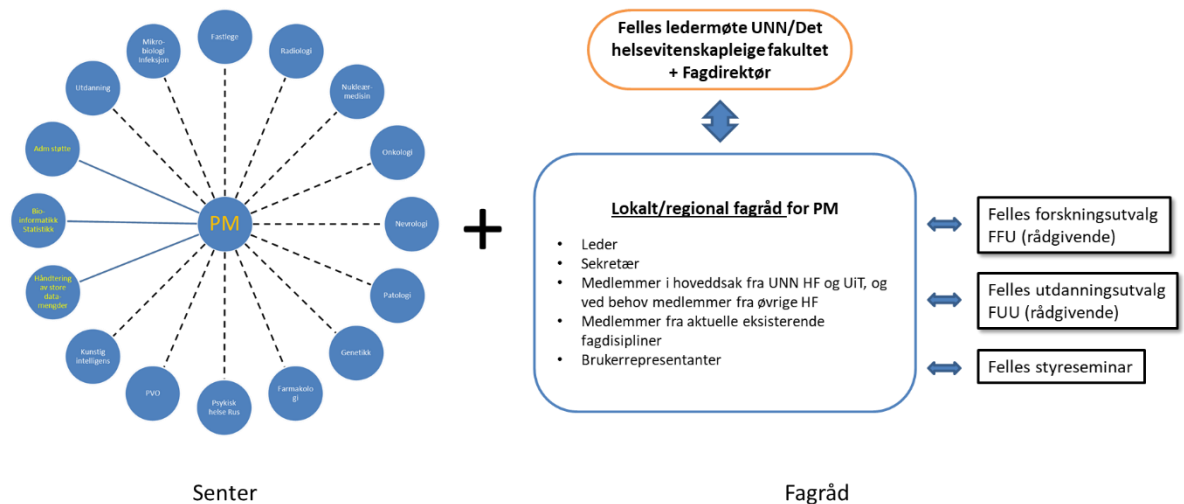 Fastlege
Radiologi
Nukleær-
medisin
Onkologi
Nevrologi
Patologi
Genetikk
Farmakolo
gi
Psykisk
helse Rus
PVO
Kunstig
intelligens
Håndtering
av store
data-
mengder
Bio-
informatikk
Statistikk
Adm støtte
Utdanning
Mikro-
biologi
Infeksjon
PM
Senter
+
Felles ledermøte UNN/Det
helsevitenskapleige fakultet
+ Fagdirektør
Lokalt/regional fagråd for PM
• Leder
• Sekretær
• Medlemmer i hoveddsak fra UNN HF og UiT, og
ved behov medlemmer fra øvrige HF
• Medlemmer fra aktuelle eksisterende
fagdisipliner
• Brukerrepresentanter
Felles forskningsutvalg
FFU (rådgivende)
Felles utdanningsutvalg
FUU (rådgivende)
Felles styreseminar
Fagråd